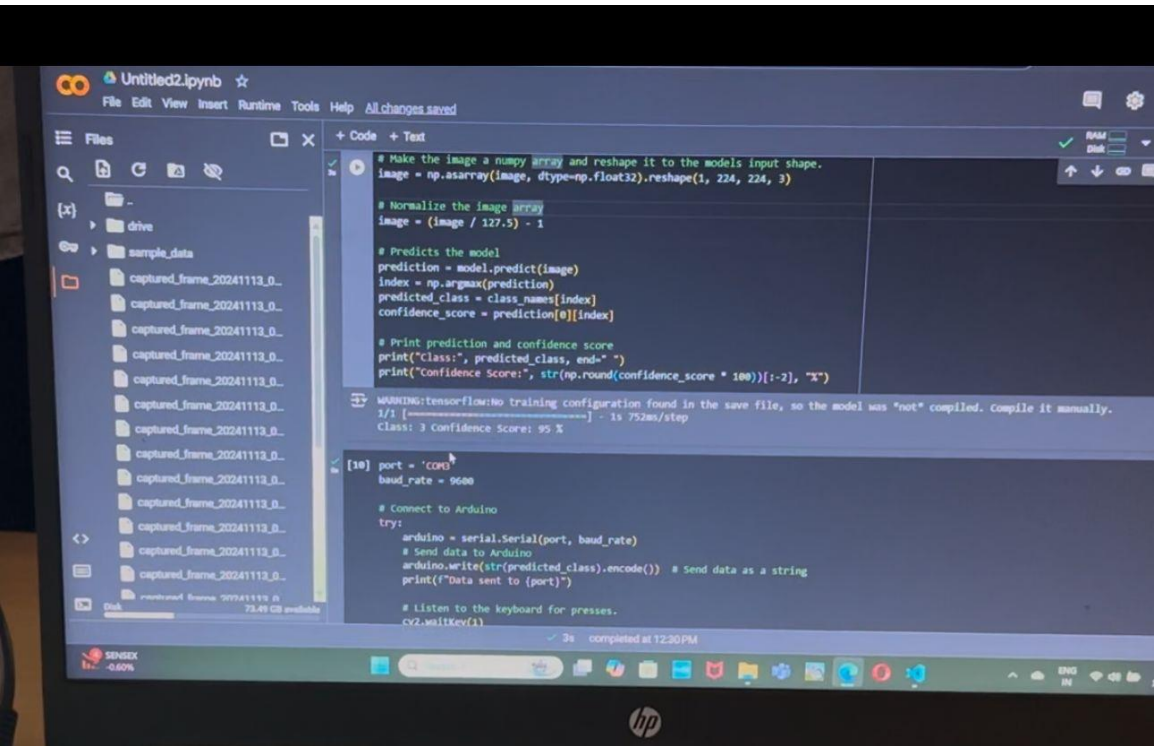 Untitled2.ipynb
File Edit View Insert Runtime Tools Help All changes saved
Files
+ Code + Text
RAM
Disk
{x}
..
drive
sample_data
captured_frame_20241113_0...
captured_frame_20241113_0...
captured_frame_20241113_0...
captured_frame_20241113_0...
captured_frame_20241113_0...
captured_frame_20241113_0...
captured_frame_20241113_0...
captured_frame_20241113_0...
captured_frame_20241113_0...
captured_frame_20241113_0...
captured_frame_20241113_0...
captured_frame_20241113_0...
captured_frame_20241113_0...
captured_frame_20241113_0...
Disk 73.49 GB available
3s
# Make the image a numpy array and reshape it to the models input shape.
image = np.asarray(image, dtype=np.float32).reshape(1, 224, 224, 3)
# Normalize the image array
image = (image / 127.5) - 1
# Predicts the model
prediction = model.predict(image)
index = np.argmax(prediction)
predicted_class = class_names[index]
confidence_score = prediction[0][index]
# Print prediction and confidence score
print("Class:", predicted_class, end=" ")
print("Confidence Score:", str(np.round(confidence_score * 100))[:-2], "%")
WARNING:tensorflow:No training configuration found in the save file, so the model was *not* compiled. Compile it manually.
1/1 [==============================] - 1s 752ms/step
Class: 3 Confidence Score: 95 %
[10] port = 'COM3'
baud_rate = 9600
# Connect to Arduino
try:
arduino = serial.Serial(port, baud_rate)
# Send data to Arduino
arduino.write(str(predicted_class).encode()) # Send data as a string
print(f"Data sent to {port}")
# Listen to the keyboard for presses.
cv2.waitKey(1)
3s completed at 12:20 PM
SENSEX
-0.60%
ENG
IN
hp